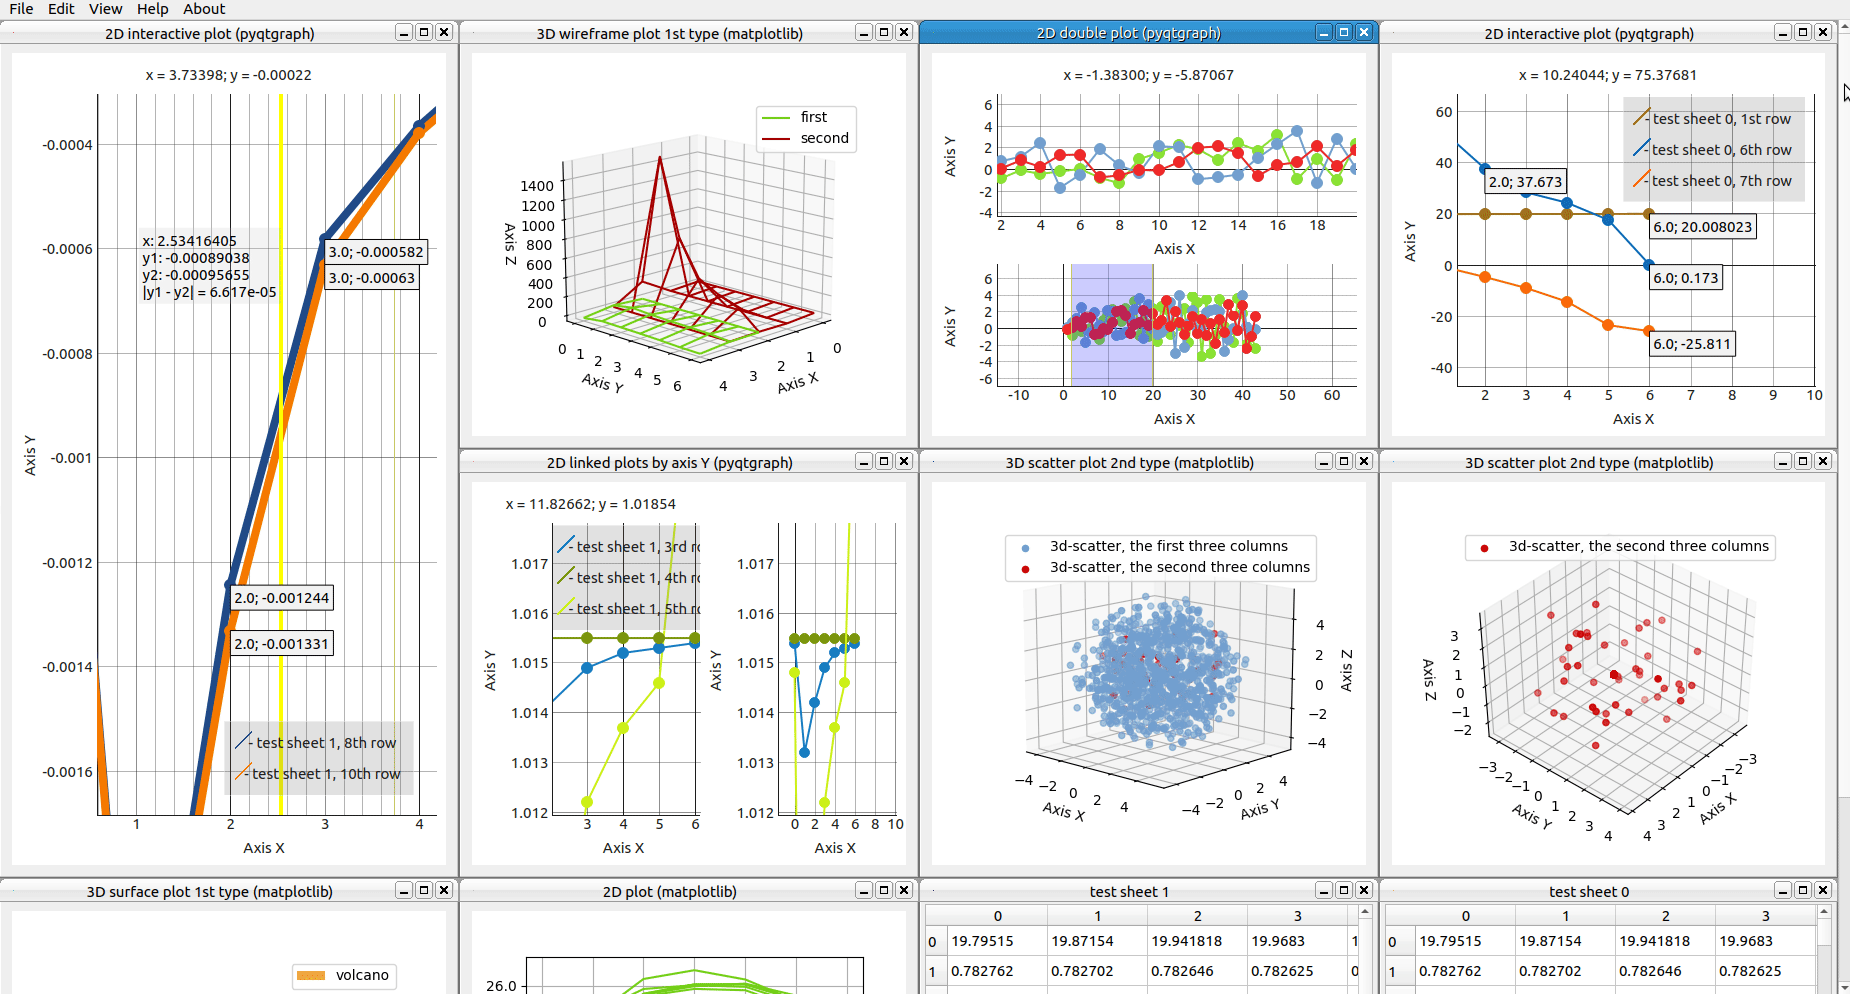 File Edit View Help About
2D interactive plot (pyqtgraph)
x = 3.73398; y = -0.00022
-0.0004
-0.0006
-0.0008
-0.001
-0.0012
-0.0014
-0.0016
Axis Y
x: 2.53416405
y1: -0.00089038
y2: -0.00095655
|y1 - y2| = 6.617e-05
3.0; -0.000582
3.0; -0.00063
2.0; -0.001244
2.0; -0.001331
- test sheet 1, 8th row
- test sheet 1, 10th row
1 2 3 4
Axis X
3D wireframe plot 1st type (matplotlib)
first
second
1400
1200
1000
800
600
400
200
0
Axis Z
0 1 2 3 4 5 6
Axis Y
4 3 2 1 0
Axis X
2D double plot (pyqtgraph)
x = -1.38300; y = -5.87067
6
4
2
0
-2
-4
Axis Y
2 4 6 8 10 12 14 16 18
Axis X
6
4
2
0
-2
-4
-6
Axis Y
-10 0 10 20 30 40 50 60
Axis X
2D interactive plot (pyqtgraph)
x = 10.24044; y = 75.37681
60
40
20
0
-20
-40
Axis Y
- test sheet 0, 1st row
- test sheet 0, 6th row
- test sheet 0, 7th row
2.0; 37.673
6.0; 20.008023
6.0; 0.173
6.0; -25.811
2 3 4 5 6 7 8 9 10
Axis X
2D linked plots by axis Y (pyqtgraph)
x = 11.82662; y = 1.01854
1.017
1.016
1.015
1.014
1.013
1.012
Axis Y
- test sheet 1, 3rd r
- test sheet 1, 4th r
- test sheet 1, 5th r
3 4 5 6
Axis X
1.017
1.016
1.015
1.014
1.013
1.012
Axis Y
0 2 4 6 8 10
Axis X
3D scatter plot 2nd type (matplotlib)
3d-scatter, the first three columns
3d-scatter, the second three columns
4
2
0
−2
−4
Axis Z
−4 −2 0 2 4
Axis X
−4 −2 0 2 4
Axis Y
3D scatter plot 2nd type (matplotlib)
3d-scatter, the second three columns
3
2
1
0
−1
−2
Axis Z
−3 −2 −1 0 1 2 3 4
Axis Y
4 3 2 1 0 −1 −2 −3
Axis X
3D surface plot 1st type (matplotlib)
volcano
2D plot (matplotlib)
26.0
test sheet 1
0 1 2 3
0 19.79515 19.87154 19.941818 19.9683 1
1 0.782762 0.782702 0.782646 0.782625 0
test sheet 0
0 1 2 3
0 19.79515 19.87154 19.941818 19.9683
1 0.782762 0.782702 0.782646 0.782625